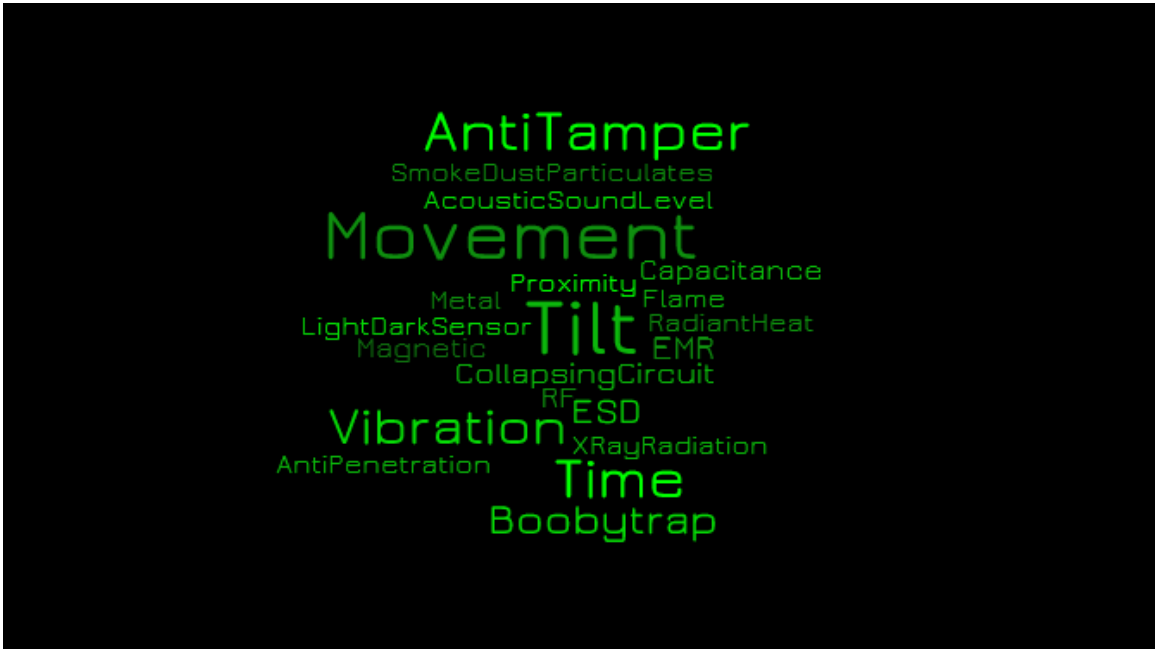 AntiTamper
SmokeDustParticulates
AcousticSoundLevel
Movement
Capacitance
Proximity
Metal
Flame
Tilt
LightDarkSensor
RadiantHeat
Magnetic
EMR
CollapsingCircuit
RF
ESD
Vibration
XRayRadiation
AntiPenetration
Time
Boobytrap